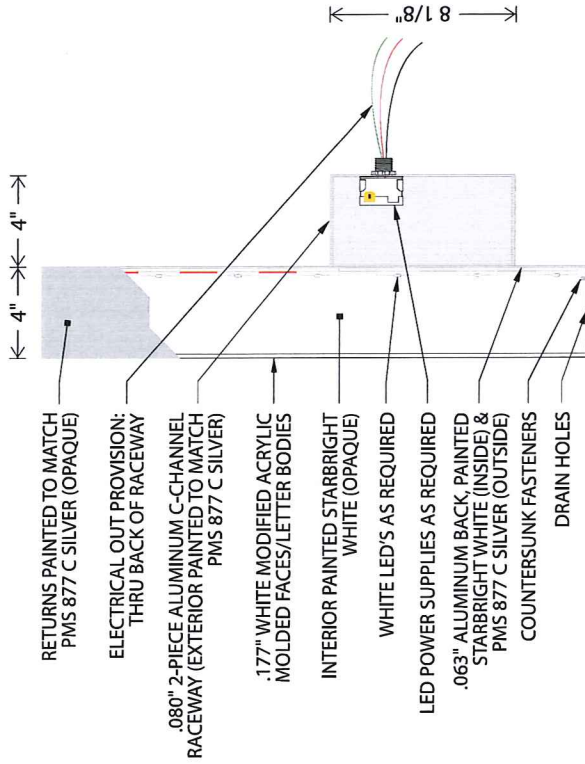 4"
4"
8 1/8"
RETURNS PAINTED TO MATCH
PMS 877 C SILVER (OPAQUE)
ELECTRICAL OUT PROVISION:
THRU BACK OF RACEWAY
.080" 2-PIECE ALUMINUM C-CHANNEL
RACEWAY (EXTERIOR PAINTED TO MATCH
PMS 877 C SILVER)
.177" WHITE MODIFIED ACRYLIC
MOLDED FACES/LETTER BODIES
INTERIOR PAINTED STARBRIGHT
WHITE (OPAQUE)
WHITE LED'S AS REQUIRED
LED POWER SUPPLIES AS REQUIRED
.063" ALUMINUM BACK, PAINTED
STARBRIGHT WHITE (INSIDE) &
PMS 877 C SILVER (OUTSIDE)
COUNTERSUNK FASTENERS
DRAIN HOLES